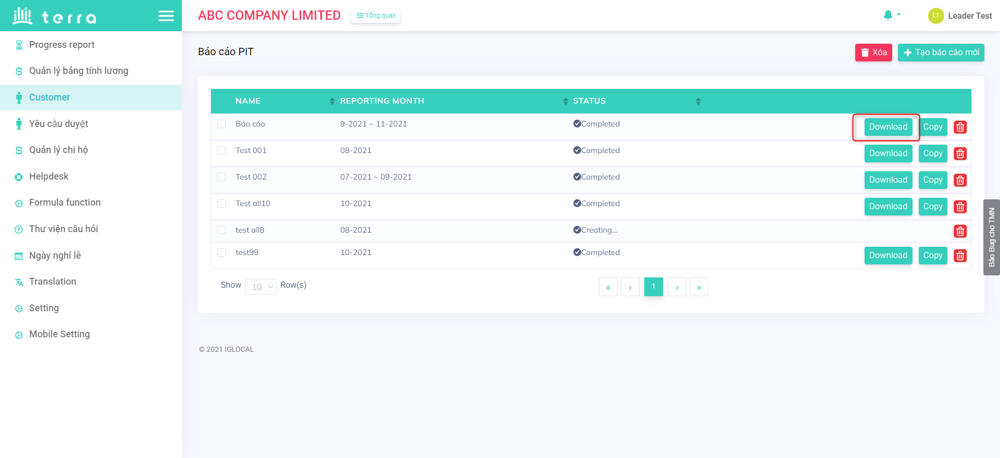 terra
ABC COMPANY LIMITED
Tổng quan
LT
Leader Test
Progress report
Quản lý bảng tính lương
Customer
Yêu cầu duyệt
Quản lý chi hộ
Helpdesk
Formula function
Thư viện câu hỏi
Ngày nghỉ lễ
Translation
Setting
Mobile Setting
Báo cáo PIT
Xóa
Tạo báo cáo mới
NAME REPORTING MONTH STATUS
Báo cáo 9-2021 ~ 11-2021 Completed Download Copy
Test 001 08-2021 Completed Download Copy
Test 002 07-2021 ~ 09-2021 Completed Download Copy
Test all10 10-2021 Completed Download Copy
test all8 08-2021 Creating...
test99 10-2021 Completed Download Copy
Show 10 Row(s)
« ‹ 1 › »
Báo Bug cho TMN
© 2021 IGLOCAL